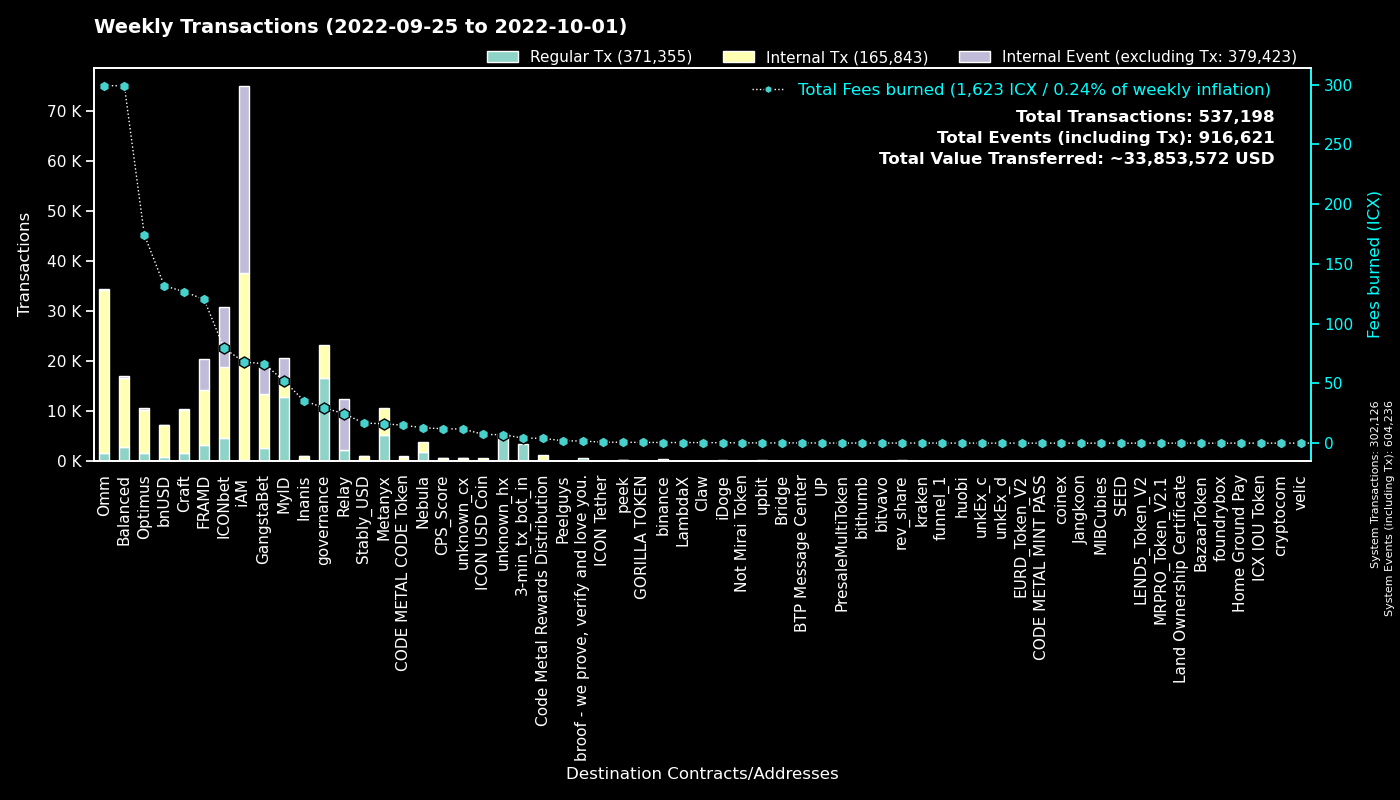 Weekly Transactions (2022-09-25 to 2022-10-01)
Regular Tx (371,355)
Internal Tx (165,843)
Internal Event (excluding Tx: 379,423)
Total Fees burned (1,623 ICX / 0.24% of weekly inflation)
Total Transactions: 537,198
Total Events (including Tx): 916,621
Total Value Transferred: ~33,853,572 USD
Transactions
70 K
60 K
50 K
40 K
30 K
20 K
10 K
0 K
300
250
200
150
100
50
0
Fees burned (ICX)
System Transactions: 302,126
System Events (including Tx): 604,236
Omm
Balanced
Optimus
bnUSD
Craft
FRAMD
ICONbet
iAM
GangstaBet
MyID
Inanis
governance
Relay
Stably_USD
Metanyx
CODE METAL CODE Token
Nebula
CPS_Score
unknown_cx
ICON USD Coin
unknown_hx
3-min_tx_bot_in
Code Metal Rewards Distribution
Peelguys
broof - we prove, verify and love you.
ICON Tether
peek
GORILLA TOKEN
binance
LambdaX
Claw
iDoge
Not Mirai Token
upbit
Bridge
BTP Message Center
UP
PresaleMultiToken
bithumb
bitvavo
rev_share
kraken
funnel_1
huobi
unkEx_c
unkEx_d
EURD_Token_V2
CODE METAL MINT PASS
coinex
Jangkoon
MIBCubies
SEED
LEND5_Token_V2
MRPRO_Token_V2.1
Land Ownership Certificate
BazaarToken
foundrybox
Home Ground Pay
ICX IOU Token
cryptocom
velic
Destination Contracts/Addresses